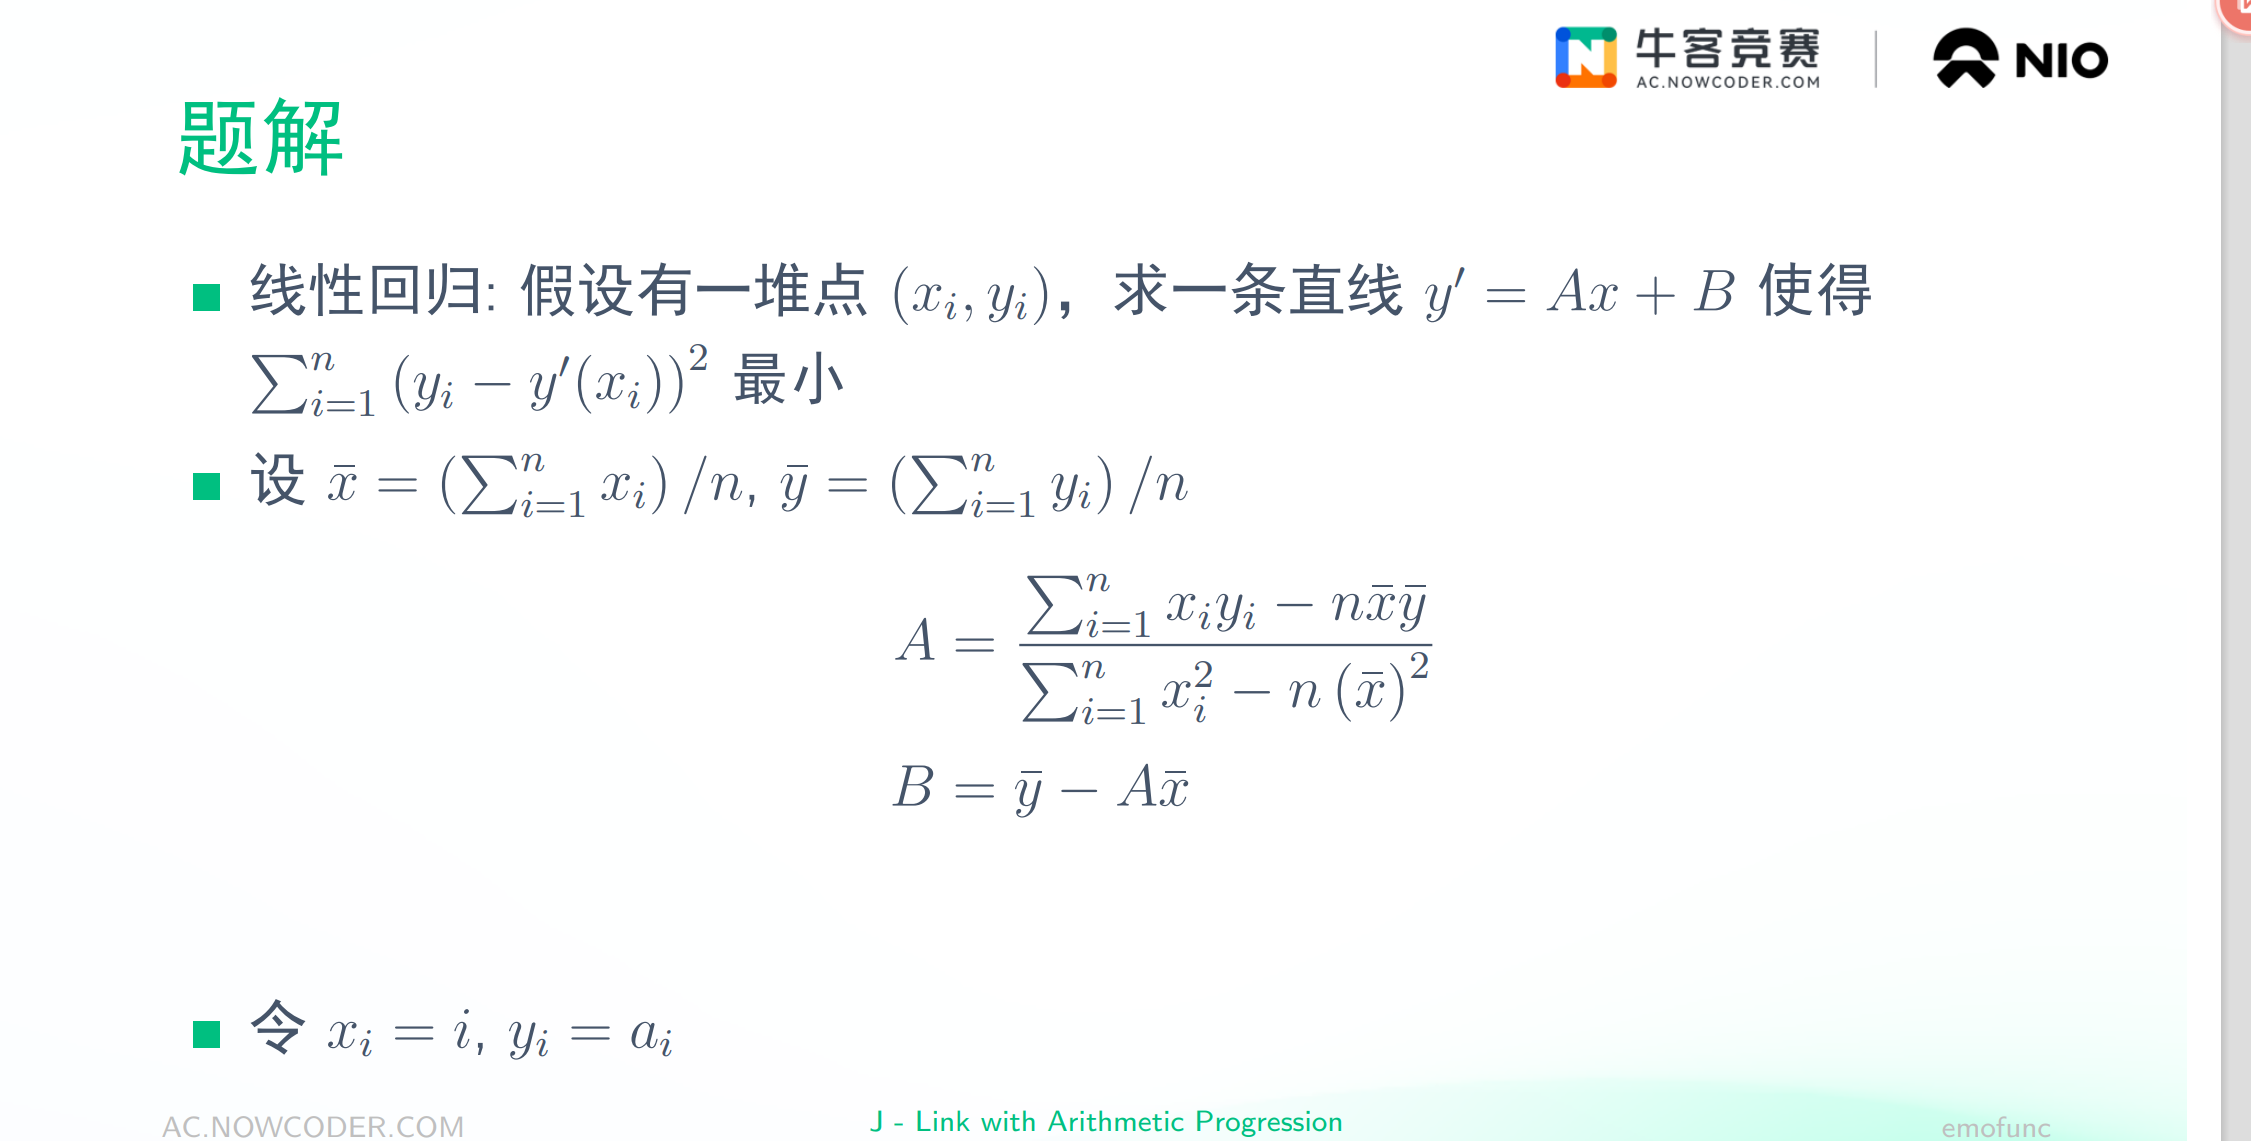 牛客竞赛
AC.NOWCODER.COM
NIO
题解
线性回归: 假设有一堆点 $(x_i, y_i)$，求一条直线 $y' = Ax + B$ 使得
$\sum_{i=1}^{n} (y_i - y'(x_i))^2$ 最小
设 $\bar{x} = \left(\sum_{i=1}^{n} x_i\right)/n$, $\bar{y} = \left(\sum_{i=1}^{n} y_i\right)/n$
$A = \frac{\sum_{i=1}^{n} x_i y_i - n\bar{x}\bar{y}}{\sum_{i=1}^{n} x_i^2 - n(\bar{x})^2}$
$B = \bar{y} - A\bar{x}$
令 $x_i = i$, $y_i = a_i$
AC.NOWCODER.COM
J - Link with Arithmetic Progression
emofunc